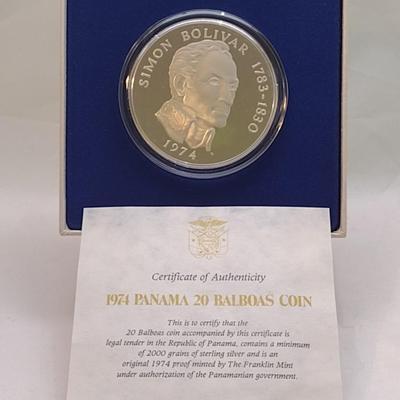 SIMON BOLIVAR 1783-1830
1974
Certificate of Authenticity
1974 PANAMA 20 BALBOAS COIN
This is to certify that the
20 Balboas coin accompanied by this certificate is
legal tender in the Republic of Panama, contains a minimum
of 2000 grains of sterling silver and is an
original 1974 proof minted by The Franklin Mint
under authorization of the Panamanian government.